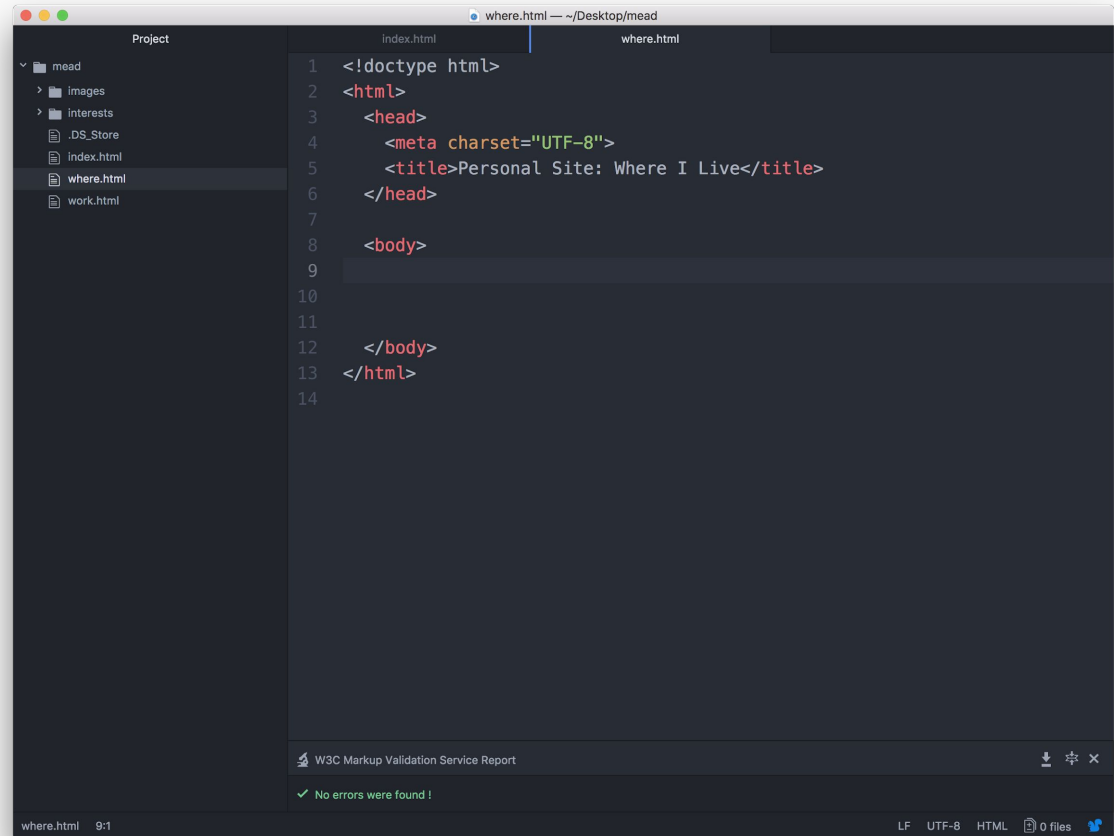 where.html — ~/Desktop/mead
Project
index.html
where.html
mead
images
interests
.DS_Store
index.html
where.html
work.html
1 <!doctype html>
2 <html>
3   <head>
4     <meta charset="UTF-8">
5     <title>Personal Site: Where I Live</title>
6   </head>
7
8   <body>
9
10
11
12   </body>
13 </html>
14
W3C Markup Validation Service Report
No errors were found !
where.html 9:1 LF UTF-8 HTML 0 files